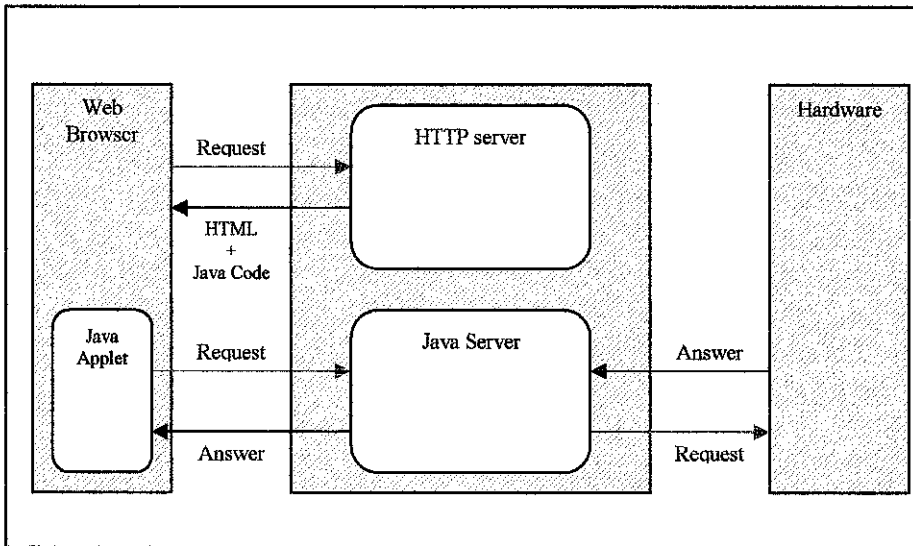 Web
Browser
HTTP server
Hardware
Request
HTML
+
Java Code
Java
Applet
Request
Java Server
Answer
Answer
Request